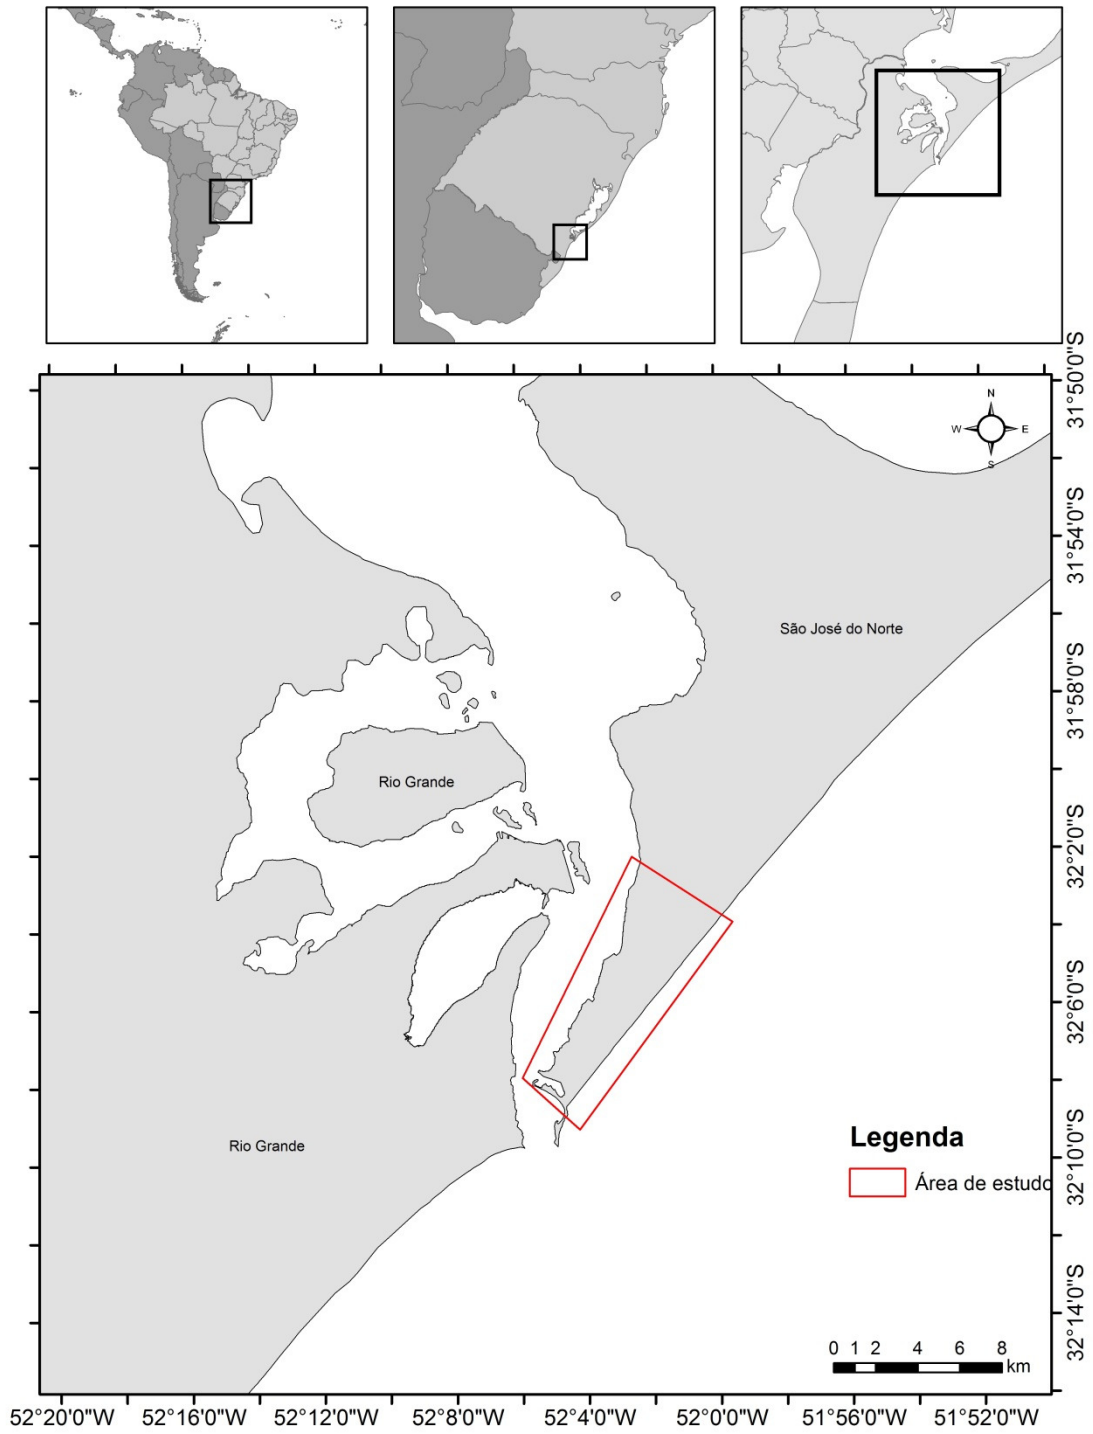 31°50'0"S
N
W
E
S
31°54'0"S
São José do Norte
31°58'0"S
Rio Grande
32°2'0"S
32°6'0"S
Rio Grande
Legenda
Área de estudo
32°10'0"S
32°14'0"S
0 1 2 4 6 8
km
52°20'0"W 52°16'0"W 52°12'0"W 52°8'0"W 52°4'0"W 52°0'0"W 51°56'0"W 51°52'0"W